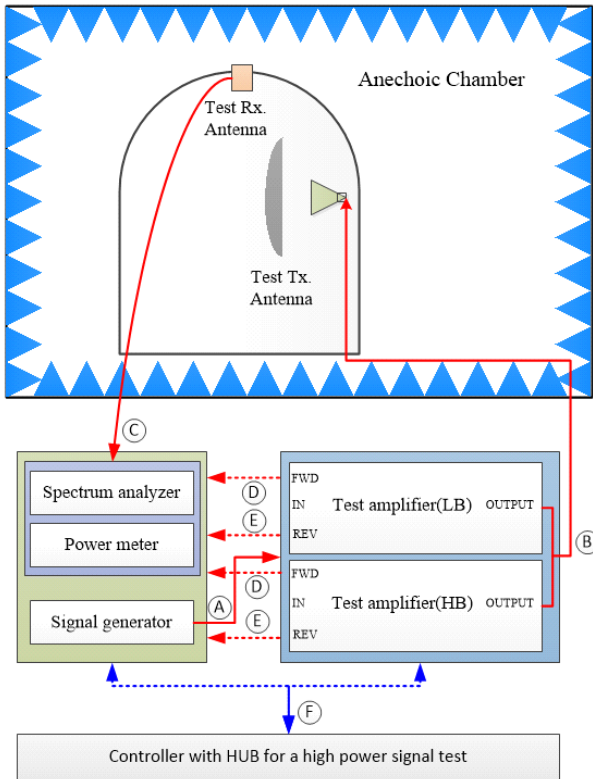 Anechoic Chamber
Test Rx.
Antenna
Test Tx.
Antenna
C
Spectrum analyzer
Power meter
Signal generator
A
D
E
D
E
FWD
IN
REV
Test amplifier(LB)
OUTPUT
FWD
IN
REV
Test amplifier(HB)
OUTPUT
B
F
Controller with HUB for a high power signal test